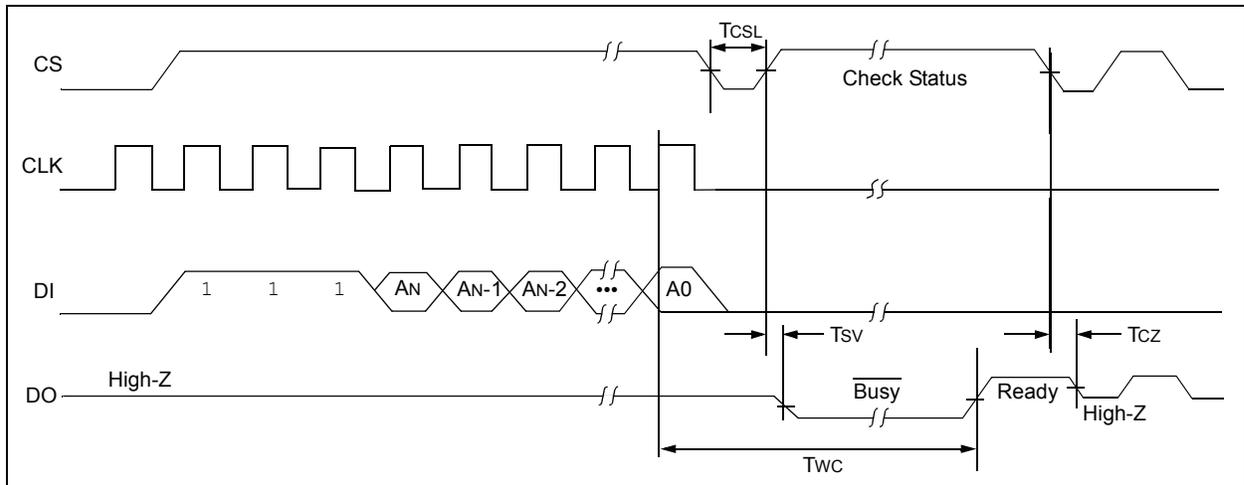 TCSL
CS
Check Status
CLK
DI
1 1 1 AN AN-1 AN-2 ••• A0
TSV
TCZ
High-Z
DO
Busy
Ready
High-Z
TWC